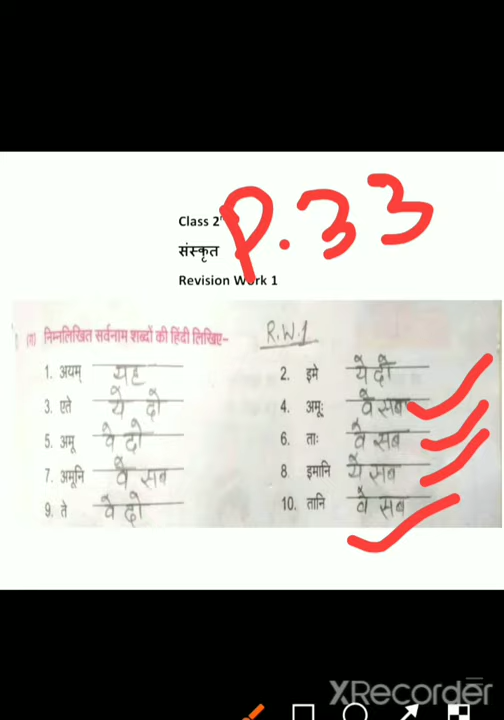 P.33
Class 2
संस्कृत
Revision Work 1
निम्नलिखित सर्वनाम शब्दों की हिंदी लिखिए-
R.W.1
1. अयम् यह 2. इमे ये दो
3. एते ये दो 4. अमूः वे सब
5. अमू वे दो 6. ताः वे सब
7. अमूनि वे सब 8. इमानि ये सब
9. ते वे दो 10. तानि वे सब
XRecorder